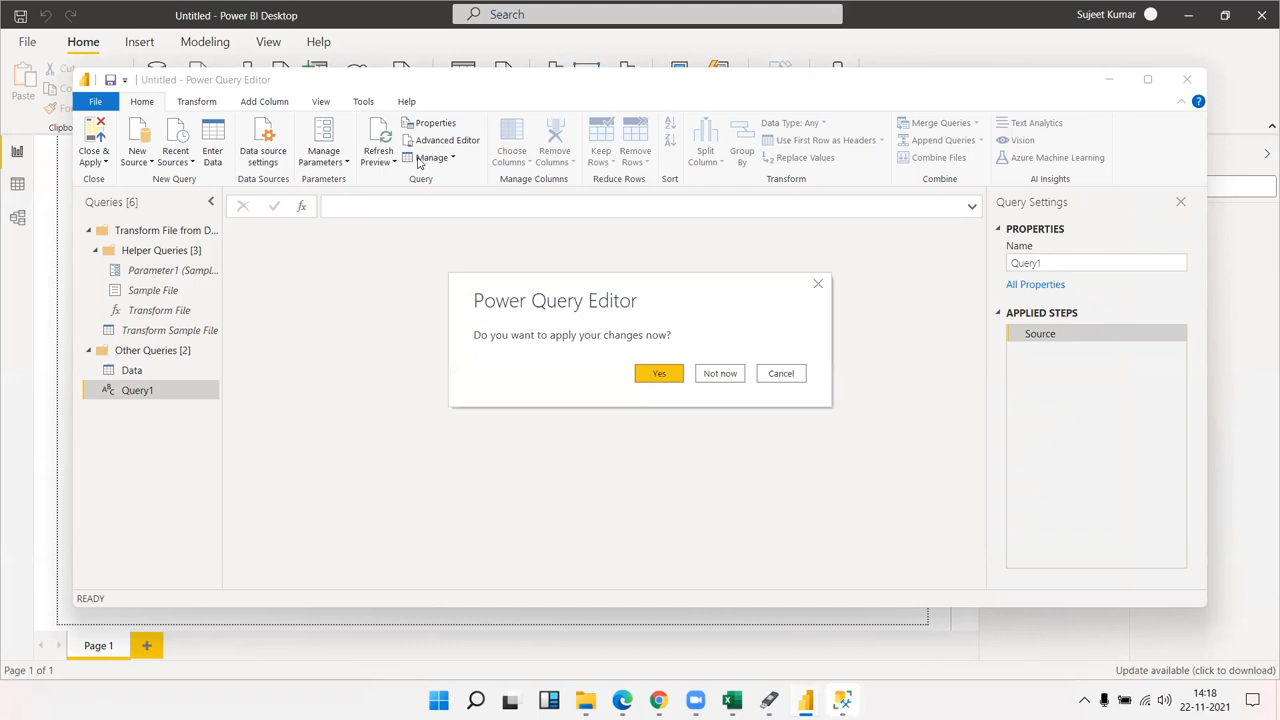 Untitled - Power BI Desktop
Search
Sujeet Kumar
File
Home
Insert
Modeling
View
Help
Paste
Cu
Co
Fo
Clipbo
Untitled - Power Query Editor
File
Home
Transform
Add Column
View
Tools
Help
Close &
Apply
New
Source
Recent
Sources
Enter
Data
Data source
settings
Manage
Parameters
Refresh
Preview
Properties
Advanced Editor
Manage
Choose
Columns
Remove
Columns
Keep
Rows
Remove
Rows
Split
Column
Group
By
Data Type: Any
Use First Row as Headers
Replace Values
Merge Queries
Append Queries
Combine Files
Text Analytics
Vision
Azure Machine Learning
Close
New Query
Data Sources
Parameters
Query
Manage Columns
Reduce Rows
Sort
Transform
Combine
AI Insights
Queries [6]
fx
Transform File from D...
Helper Queries [3]
Parameter1 (Sampl...
Sample File
fx Transform File
Transform Sample File
Other Queries [2]
Data
ABC Query1
Power Query Editor
Do you want to apply your changes now?
Yes
Not now
Cancel
Query Settings
PROPERTIES
Name
Query1
All Properties
APPLIED STEPS
Source
READY
Page 1
Page 1 of 1
Update available (click to download)
14:18
22-11-2021